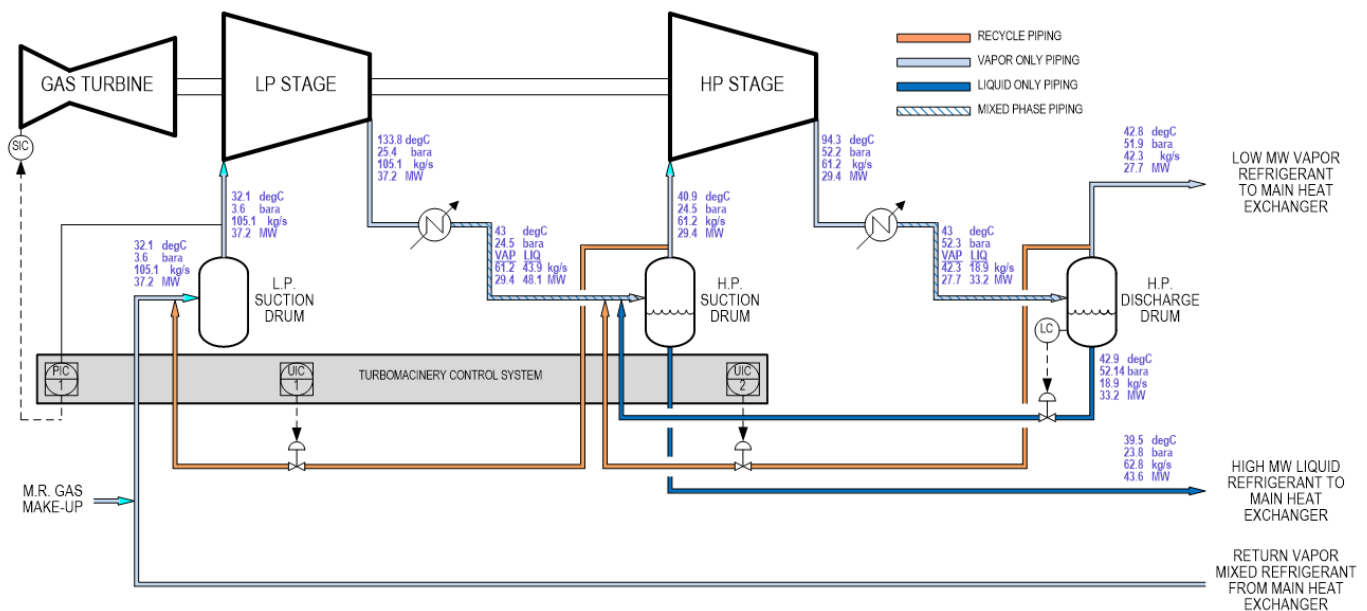 GAS TURBINE
LP STAGE
HP STAGE
RECYCLE PIPING
VAPOR ONLY PIPING
LIQUID ONLY PIPING
MIXED PHASE PIPING
SIC
133.8 degC
25.4 bara
105.1 kg/s
37.2 MW
94.3 degC
52.2 bara
61.2 kg/s
29.4 MW
42.8 degC
51.9 bara
42.3 kg/s
27.7 MW
LOW MW VAPOR
REFRIGERANT
TO MAIN HEAT
EXCHANGER
32.1 degC
3.6 bara
105.1 kg/s
37.2 MW
40.9 degC
24.5 bara
61.2 kg/s
29.4 MW
32.1 degC
3.6 bara
105.1 kg/s
37.2 MW
43 degC
24.5 bara
VAP LIQ
61.2 43.9 kg/s
29.4 48.1 MW
43 degC
52.3 bara
VAP LIQ
42.3 18.9 kg/s
27.7 33.2 MW
L.P.
SUCTION
DRUM
H.P.
SUCTION
DRUM
H.P.
DISCHARGE
DRUM
LC
PIC
1
UIC
1
TURBOMACINERY CONTROL SYSTEM
UIC
2
42.9 degC
52.14 bara
18.9 kg/s
33.2 MW
39.5 degC
23.8 bara
62.8 kg/s
43.6 MW
HIGH MW LIQUID
REFRIGERANT TO
MAIN HEAT
EXCHANGER
M.R. GAS
MAKE-UP
RETURN VAPOR
MIXED REFRIGERANT
FROM MAIN HEAT
EXCHANGER